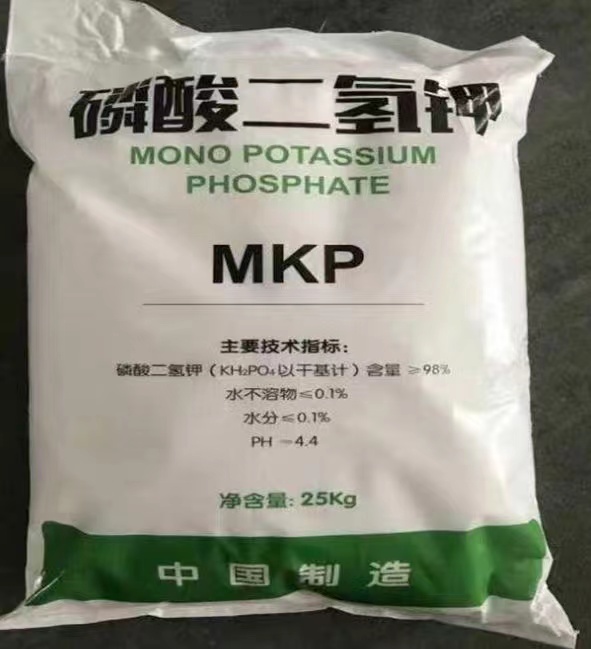 磷酸二氢钾
MONO POTASSIUM
PHOSPHATE
MKP
主要技术指标：
磷酸二氢钾（KH₂PO₄以干基计）含量 ≥98%
水不溶物≤0.1%
水分≤0.1%
PH ~4.4
净含量: 25Kg
中国制造